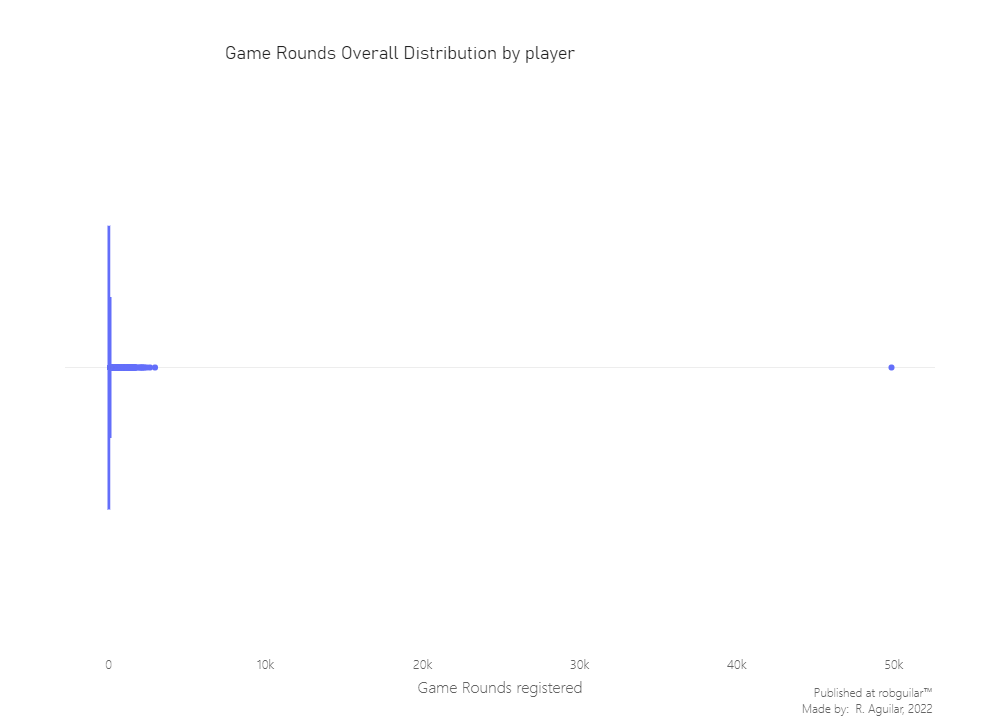 Game Rounds Overall Distribution by player
0 10k 20k 30k 40k 50k
Game Rounds registered
Published at robguilar™
Made by: R. Aguilar, 2022